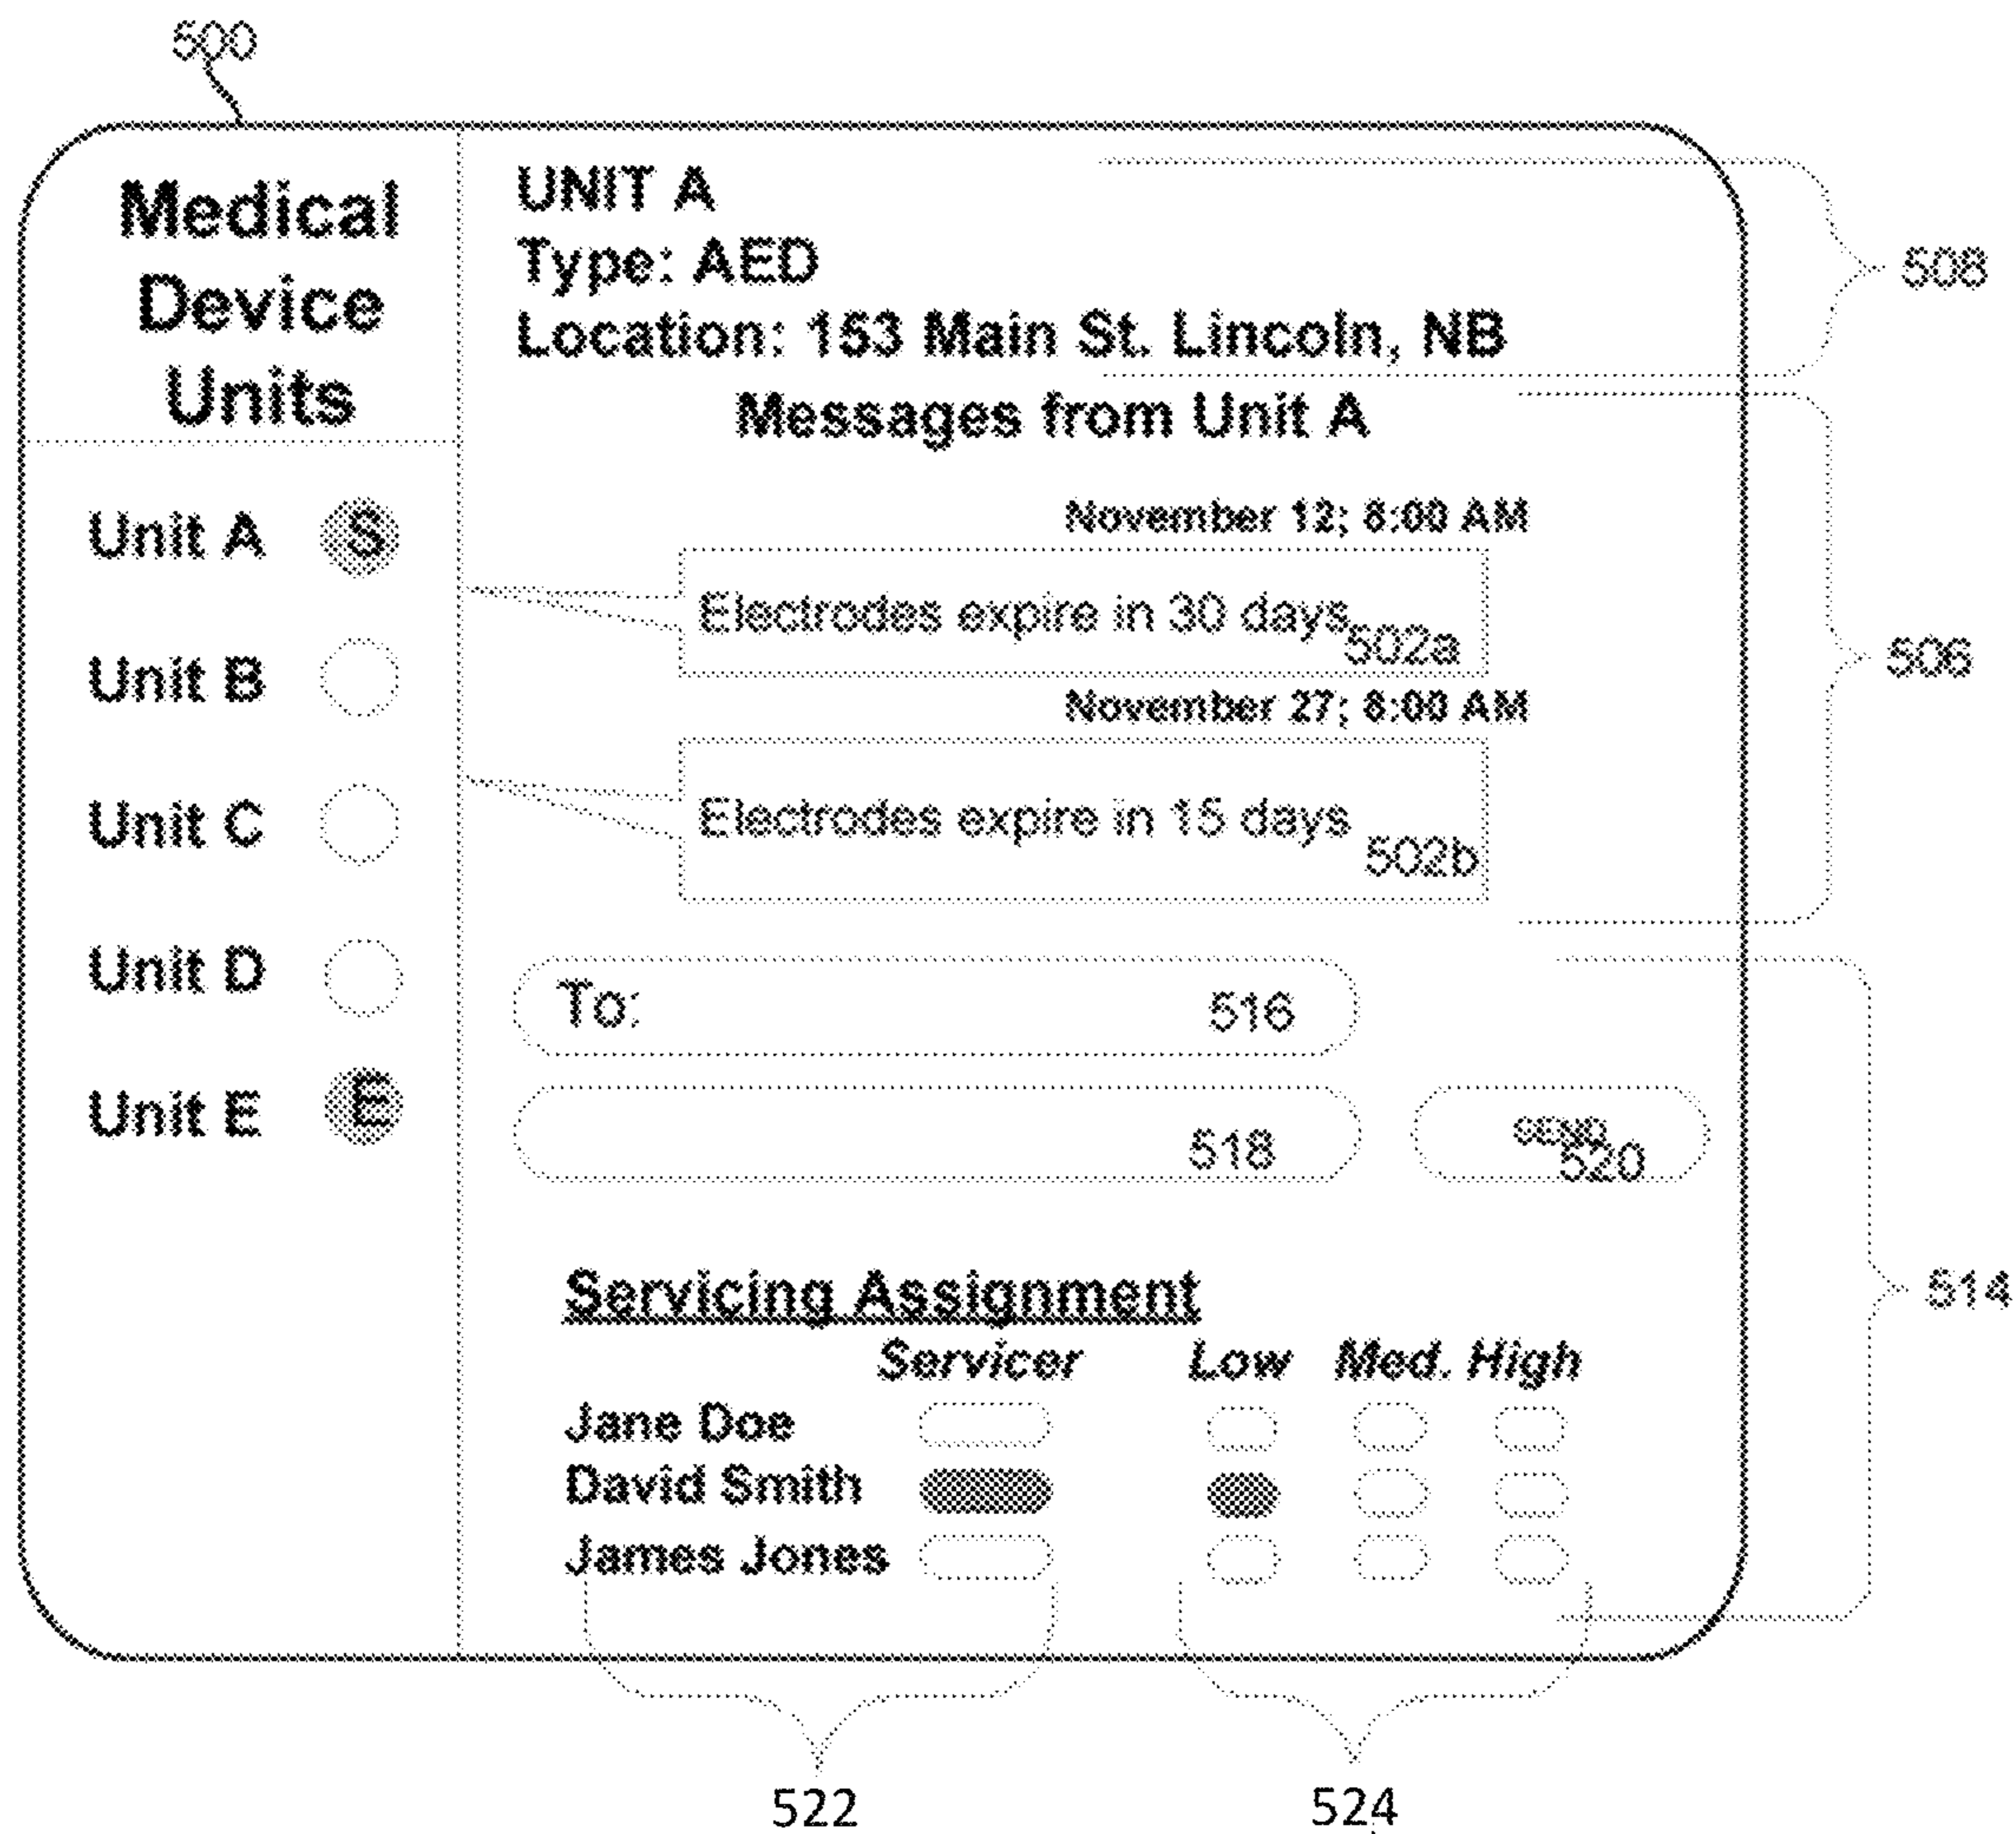 500
Medical
Device
Units
Unit A S
Unit B
Unit C
Unit D
Unit E E
UNIT A
Type: AED
Location: 153 Main St. Lincoln, NB
508
Messages from Unit A
November 12; 8:00 AM
Electrodes expire in 30 days
502a
506
November 27; 8:00 AM
Electrodes expire in 15 days
502b
To:
516
518
SEND
520
514
Servicing Assignment
Servicer Low Med. High
Jane Doe
David Smith
James Jones
522 524